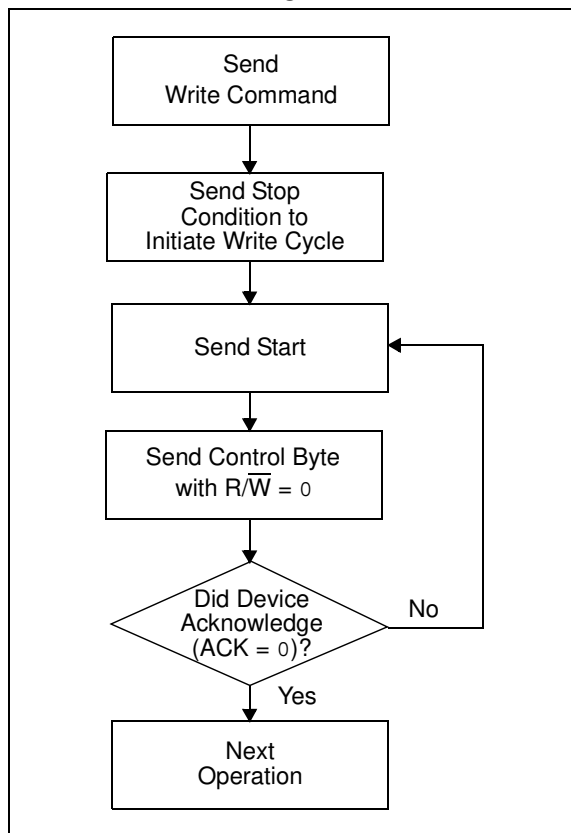 Send
Write Command
Send Stop
Condition to
Initiate Write Cycle
Send Start
Send Control Byte
with R/W̅ = 0
Did Device
Acknowledge
(ACK = 0)?
No
Yes
Next
Operation